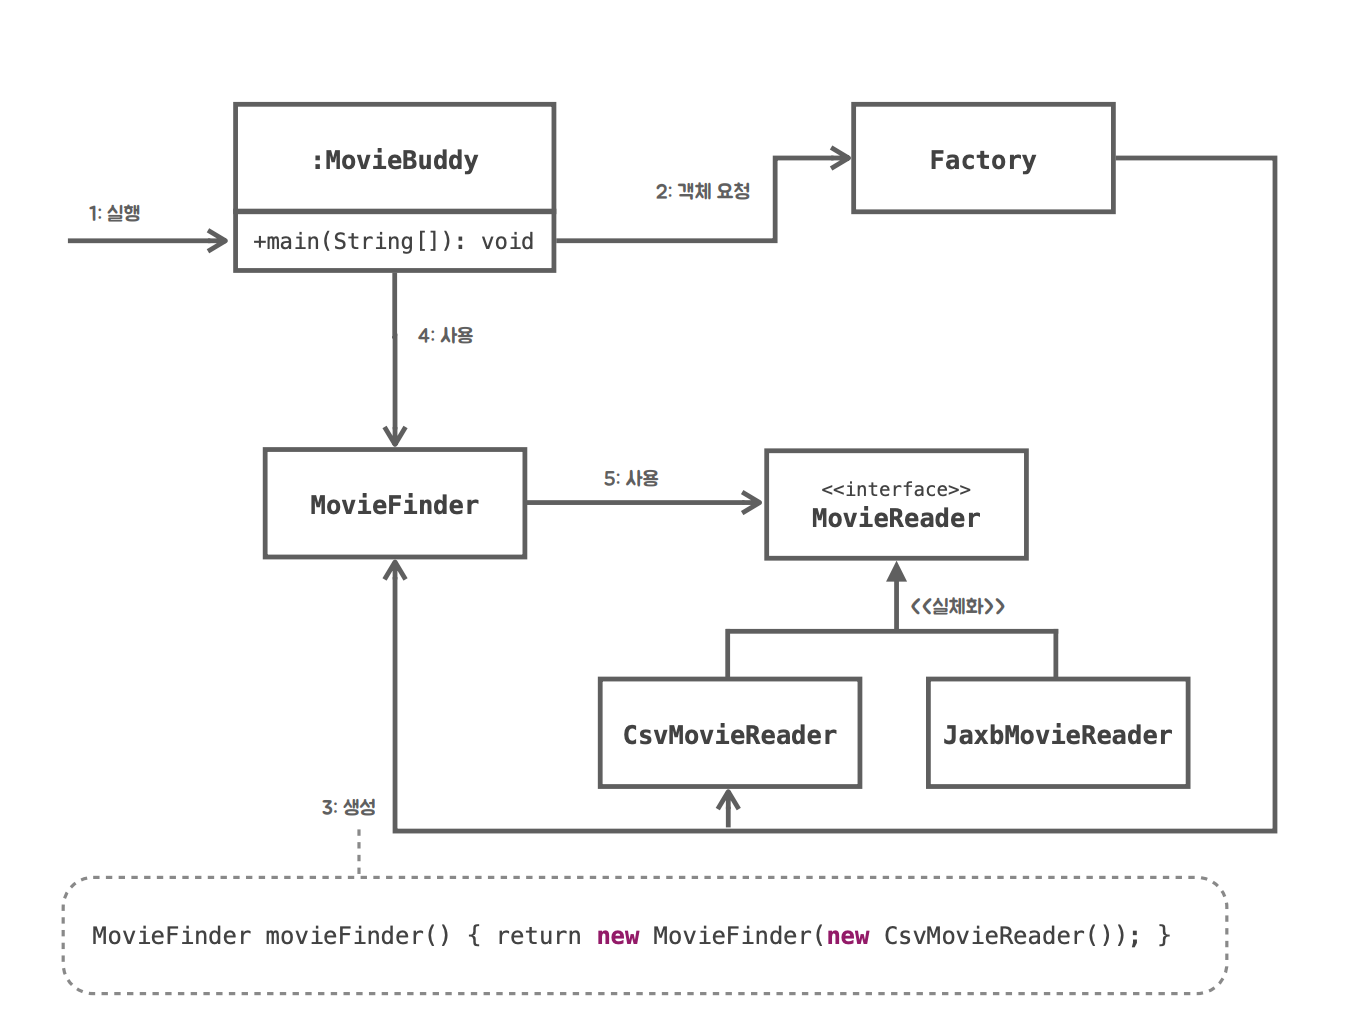 :MovieBuddy
Factory
1: 실행
2: 객체 요청
+main(String[]): void
4: 사용
MovieFinder
5: 사용
<<interface>>
MovieReader
<<실체화>>
CsvMovieReader
JaxbMovieReader
3: 생성
MovieFinder movieFinder() { return new MovieFinder(new CsvMovieReader()); }